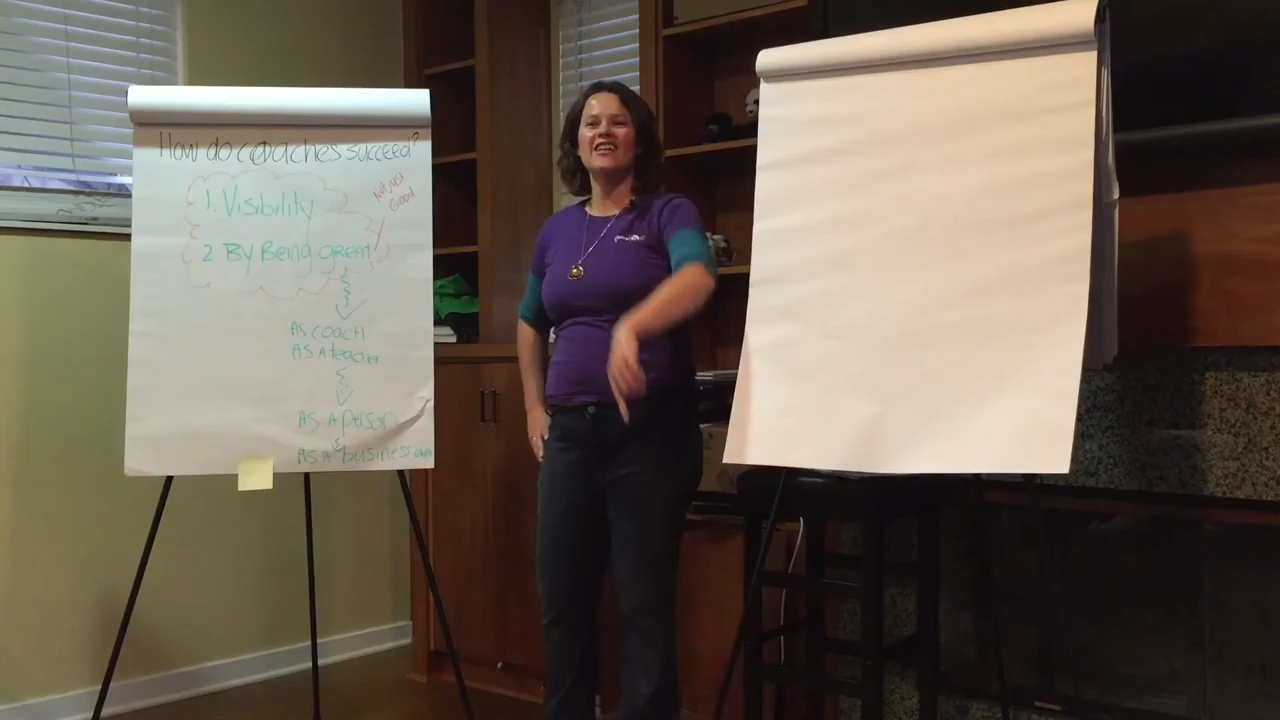 How do coaches succeed?
1. Visibility
Not just
Good
2 By Being great
As coach
As a teacher
As a person
&
As a business